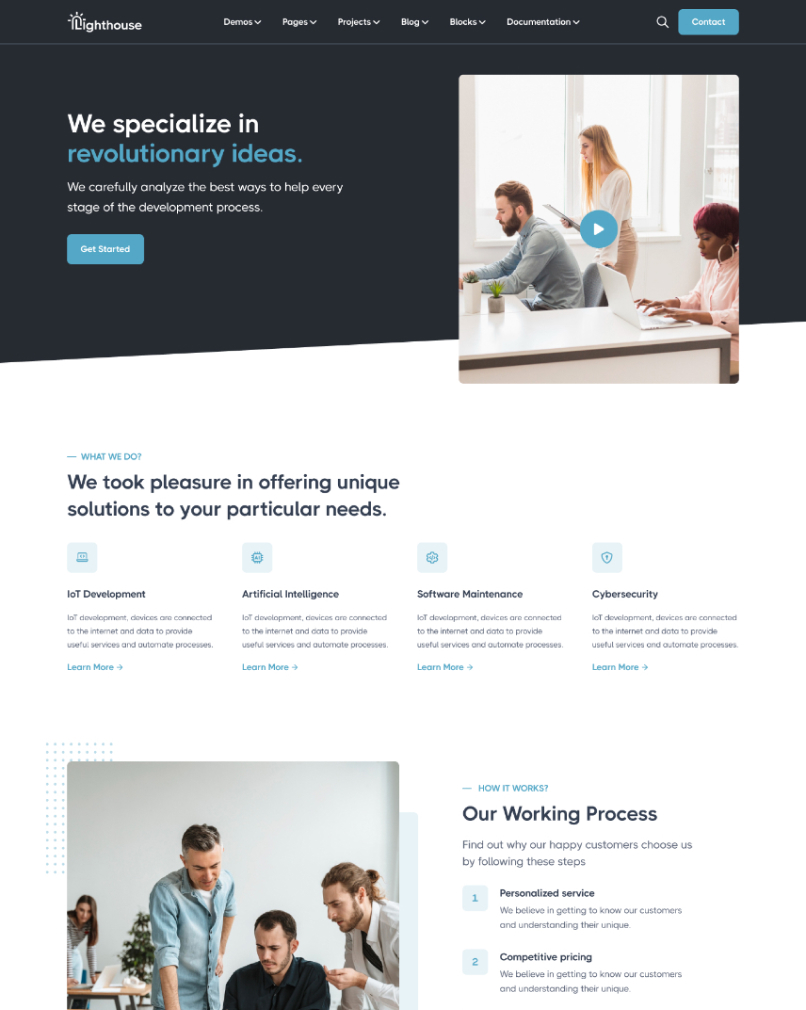 Lighthouse
Demos Pages Projects Blog Blocks Documentation
Contact
We specialize in
revolutionary ideas.
We carefully analyze the best ways to help every
stage of the development process.
Get Started
WHAT WE DO?
We took pleasure in offering unique
solutions to your particular needs.
IoT Development
IoT development, devices are connected
to the internet and data to provide
useful services and automate processes.
Learn More →
Artificial Intelligence
IoT development, devices are connected
to the internet and data to provide
useful services and automate processes.
Learn More →
Software Maintenance
IoT development, devices are connected
to the internet and data to provide
useful services and automate processes.
Learn More →
Cybersecurity
IoT development, devices are connected
to the internet and data to provide
useful services and automate processes.
Learn More →
HOW IT WORKS?
Our Working Process
Find out why our happy customers choose us
by following these steps
1
Personalized service
We believe in getting to know our customers
and understanding their unique.
2
Competitive pricing
We believe in getting to know our customers
and understanding their unique.